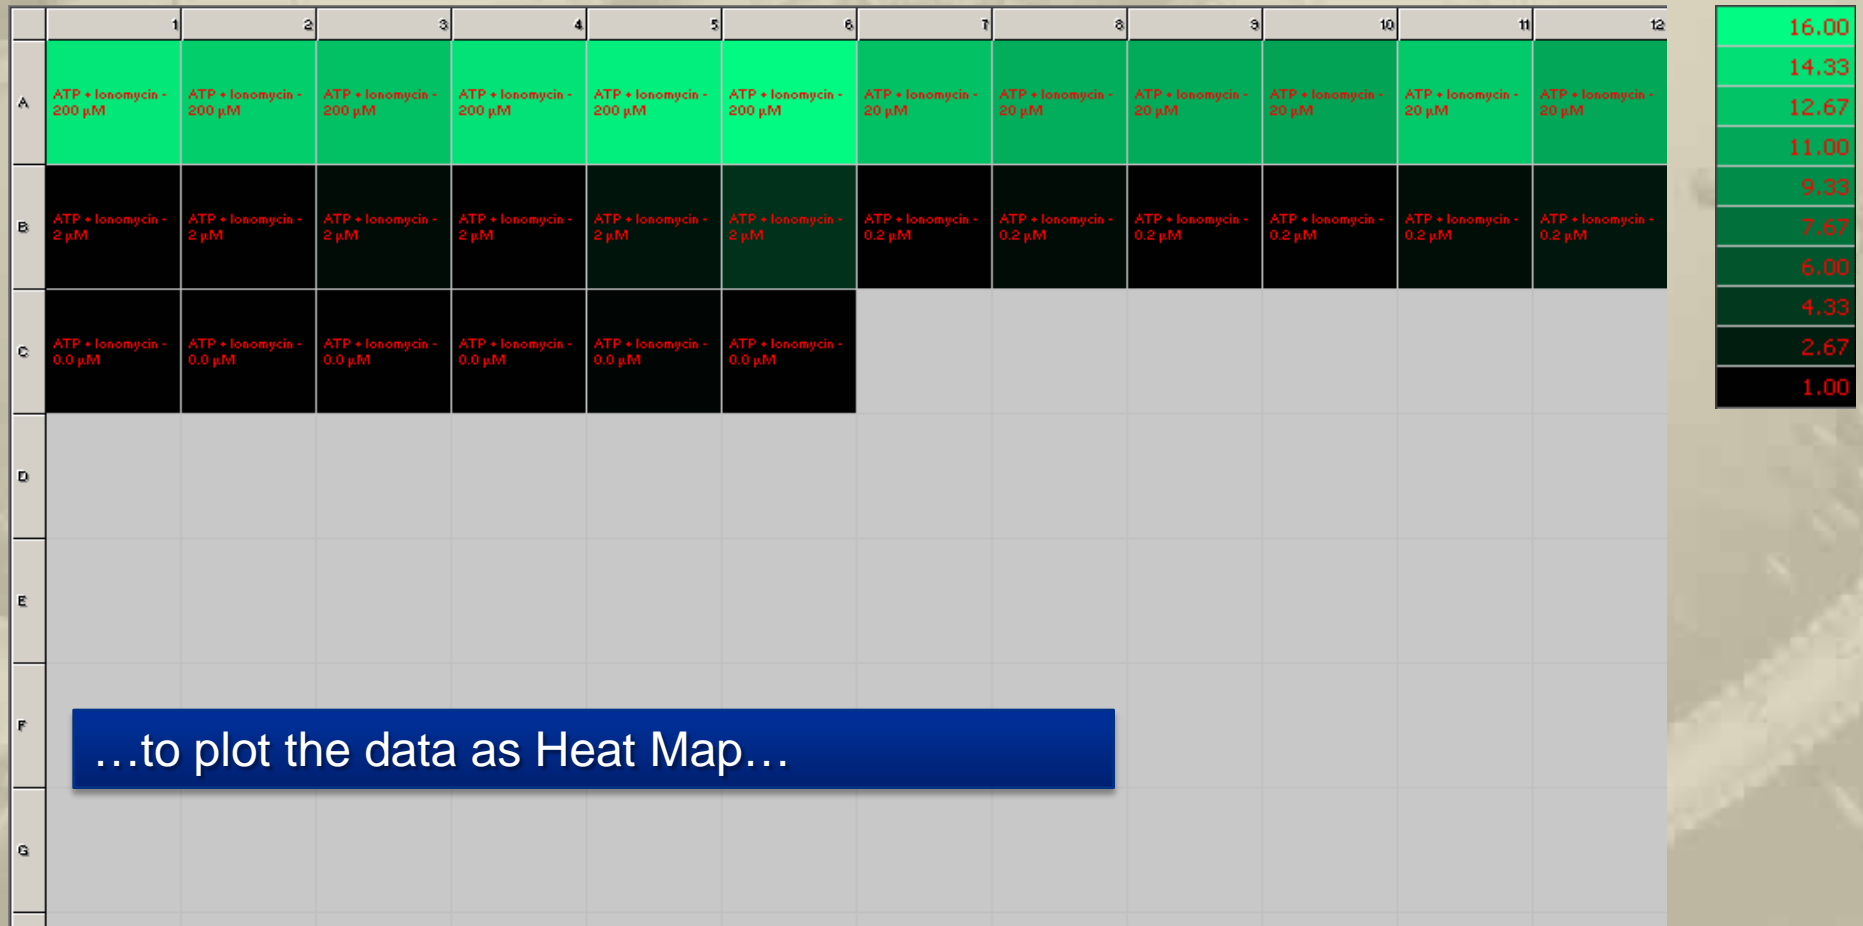 1 2 3 4 5 6 7 8 9 10 11 12
A
ATP + Ionomycin - ATP + Ionomycin - ATP + Ionomycin - ATP + Ionomycin - ATP + Ionomycin - ATP + Ionomycin - ATP + Ionomycin - ATP + Ionomycin - ATP + Ionomycin - ATP + Ionomycin - ATP + Ionomycin - ATP + Ionomycin -
200 µM 200 µM 200 µM 200 µM 200 µM 200 µM 20 µM 20 µM 20 µM 20 µM 20 µM 20 µM
B
ATP + Ionomycin - ATP + Ionomycin - ATP + Ionomycin - ATP + Ionomycin - ATP + Ionomycin - ATP + Ionomycin - ATP + Ionomycin - ATP + Ionomycin - ATP + Ionomycin - ATP + Ionomycin - ATP + Ionomycin - ATP + Ionomycin -
2 µM 2 µM 2 µM 2 µM 2 µM 2 µM 0.2 µM 0.2 µM 0.2 µM 0.2 µM 0.2 µM 0.2 µM
C
ATP + Ionomycin - ATP + Ionomycin - ATP + Ionomycin - ATP + Ionomycin - ATP + Ionomycin - ATP + Ionomycin -
0.0 µM 0.0 µM 0.0 µM 0.0 µM 0.0 µM 0.0 µM
D
E
F
G
…to plot the data as Heat Map…
16.00
14.33
12.67
11.00
9.33
7.67
6.00
4.33
2.67
1.00